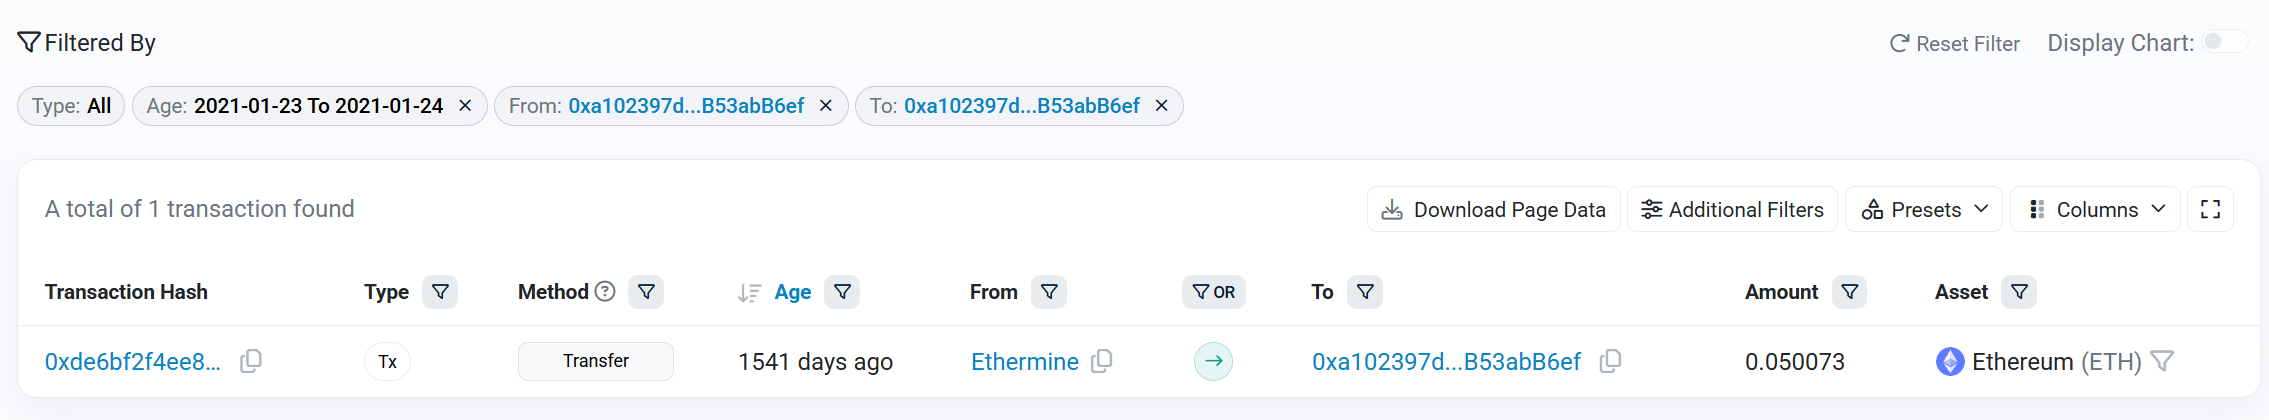 Filtered By
Reset Filter Display Chart:
Type: All Age: 2021-01-23 To 2021-01-24 × From: 0xa102397d...B53abB6ef × To: 0xa102397d...B53abB6ef ×
A total of 1 transaction found
Download Page Data Additional Filters Presets Columns
Transaction Hash Type Method Age From OR To Amount Asset
0xde6bf2f4ee8... Tx Transfer 1541 days ago Ethermine 0xa102397d...B53abB6ef 0.050073 Ethereum (ETH)